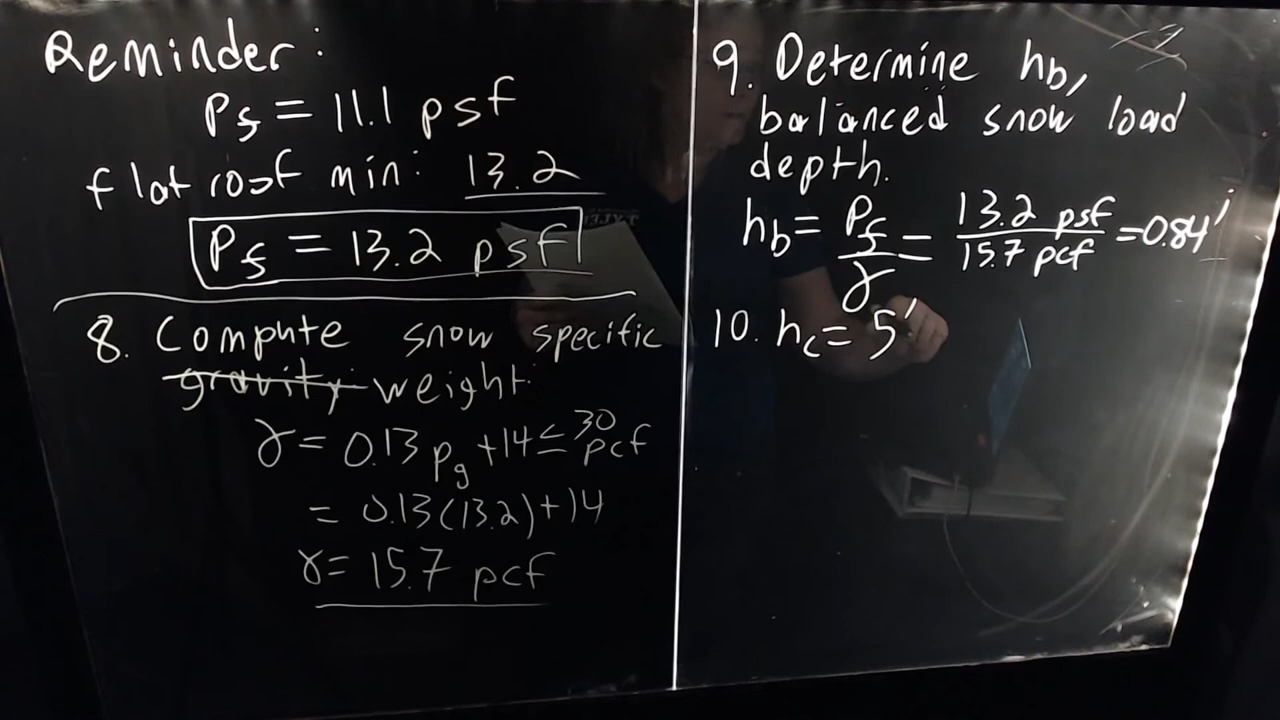 Reminder:
Pf = 11.1 psf
flat roof min: 13.2
Pf = 13.2 psf
8. Compute snow specific
gravity weight.
γ = 0.13 pg + 14 ≤ 30 pcf
= 0.13(13.2) + 14
γ = 15.7 pcf
9. Determine hb,
balanced snow load
depth.
hb = Pf/γ = 13.2 psf/15.7 pcf = 0.84'
10. hc = 5'